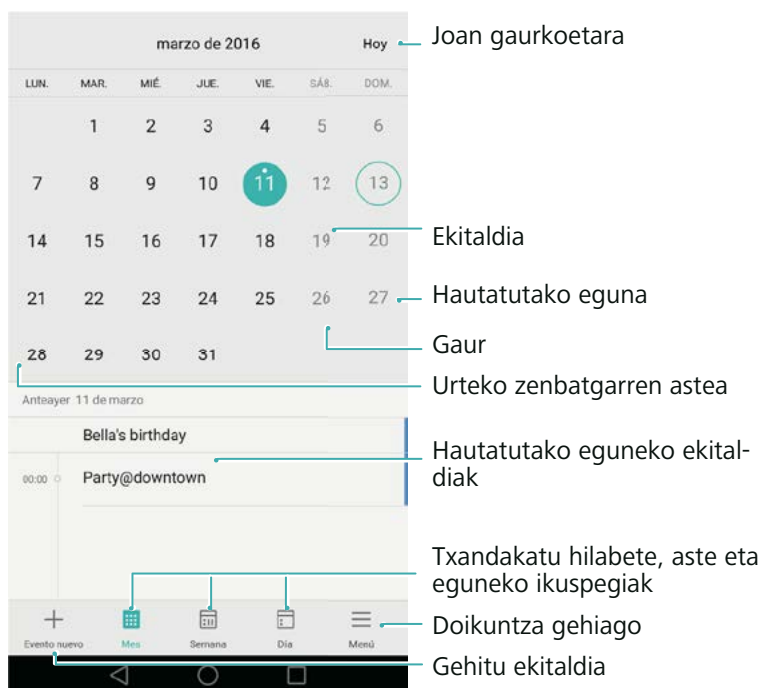 marzo de 2016 Hoy
LUN. MAR. MIÉ. JUE. VIE. SÁB. DOM.
1 2 3 4 5 6
7 8 9 10 11 12 13
14 15 16 17 18 19 20
21 22 23 24 25 26 27
28 29 30 31
Anteayer 11 de marzo
Bella's birthday
00:00 Party@downtown
Evento nuevo Mes Semana Día Menú
Joan gaurkoetara
Ekitaldia
Hautatutako eguna
Gaur
Urteko zenbatgarren astea
Hautatutako eguneko ekital-
diak
Txandakatu hilabete, aste eta
eguneko ikuspegiak
Doikuntza gehiago
Gehitu ekitaldia